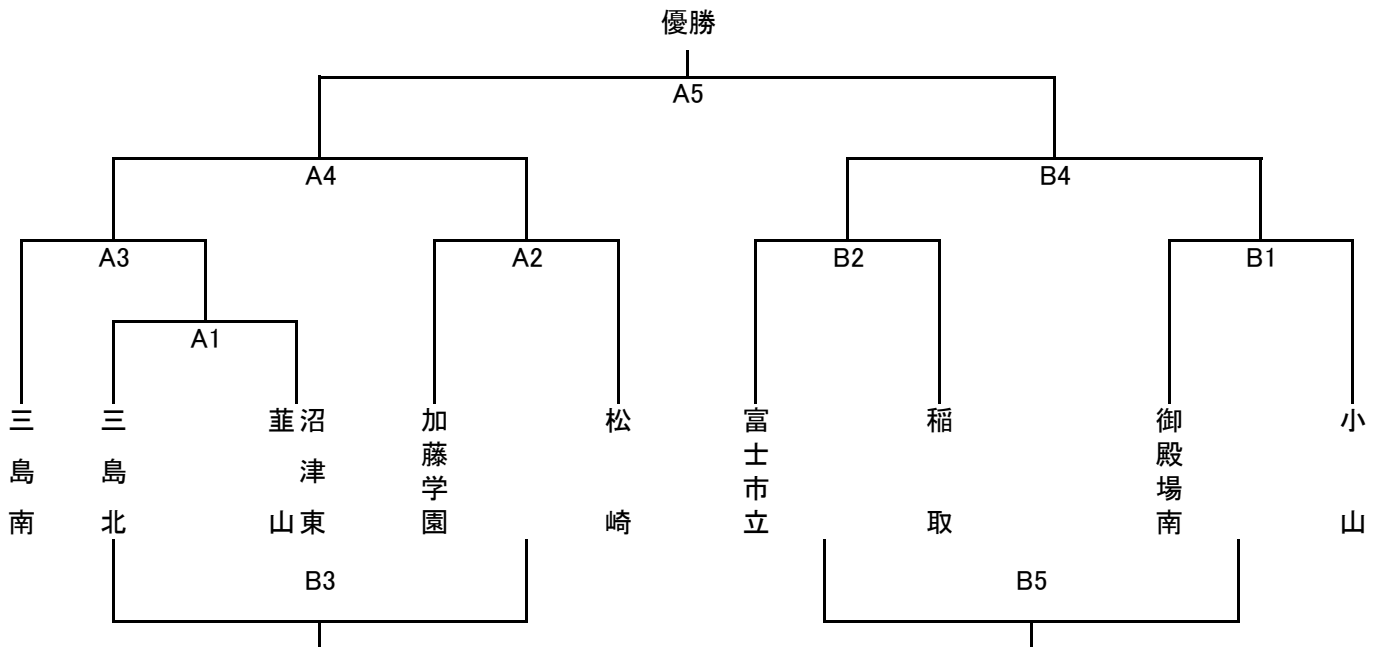 優勝
A5
A4
B4
A3
A2
B2
B1
A1
三島南
三島北
韮山
沼津東
加藤学園
松崎
富士市立
稲取
御殿場南
小山
B3
B5